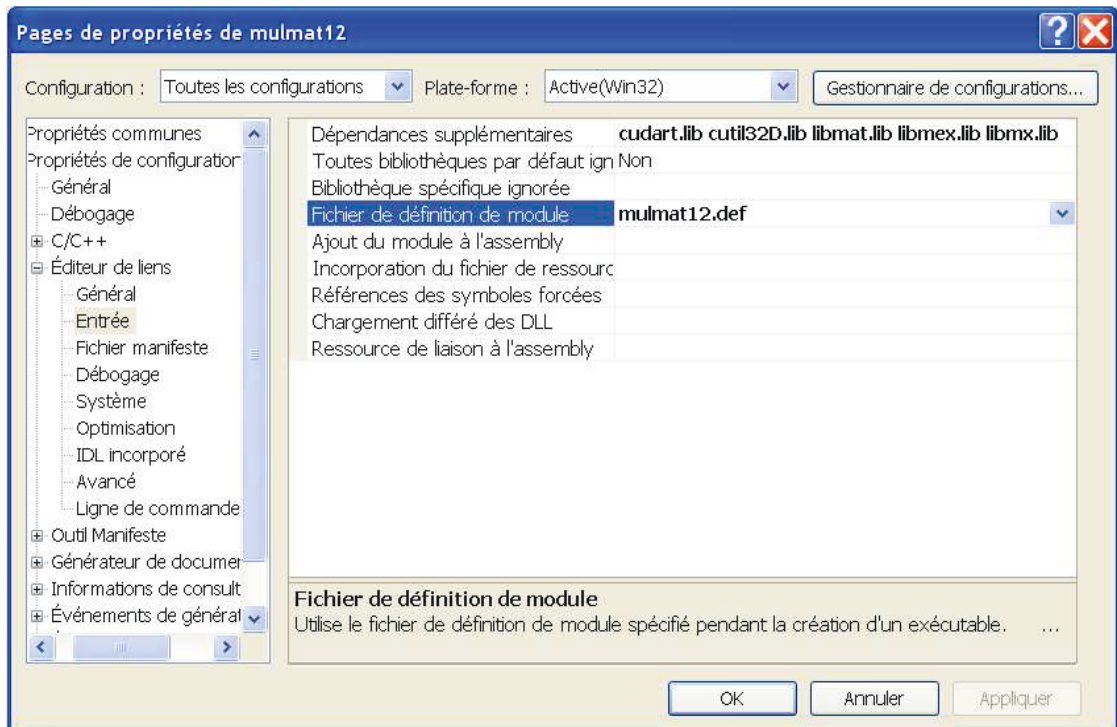 Pages de propriétés de mulmat12
Configuration : Toutes les configurations Plate-forme : Active(Win32) Gestionnaire de configurations...
Propriétés communes
Propriétés de configuration
Général
Débogage
C/C++
Éditeur de liens
Général
Entrée
Fichier manifeste
Débogage
Système
Optimisation
IDL incorporé
Avancé
Ligne de commande
Outil Manifeste
Générateur de documer
Informations de consult
Événements de générat
Dépendances supplémentaires cudart.lib cutil32D.lib libmat.lib libmex.lib libmx.lib
Toutes bibliothèques par défaut ign Non
Bibliothèque spécifique ignorée
Fichier de définition de module mulmat12.def
Ajout du module à l'assembly
Incorporation du fichier de ressourc
Références des symboles forcées
Chargement différé des DLL
Ressource de liaison à l'assembly
Fichier de définition de module
Utilise le fichier de définition de module spécifié pendant la création d'un exécutable. ...
OK Annuler Appliquer